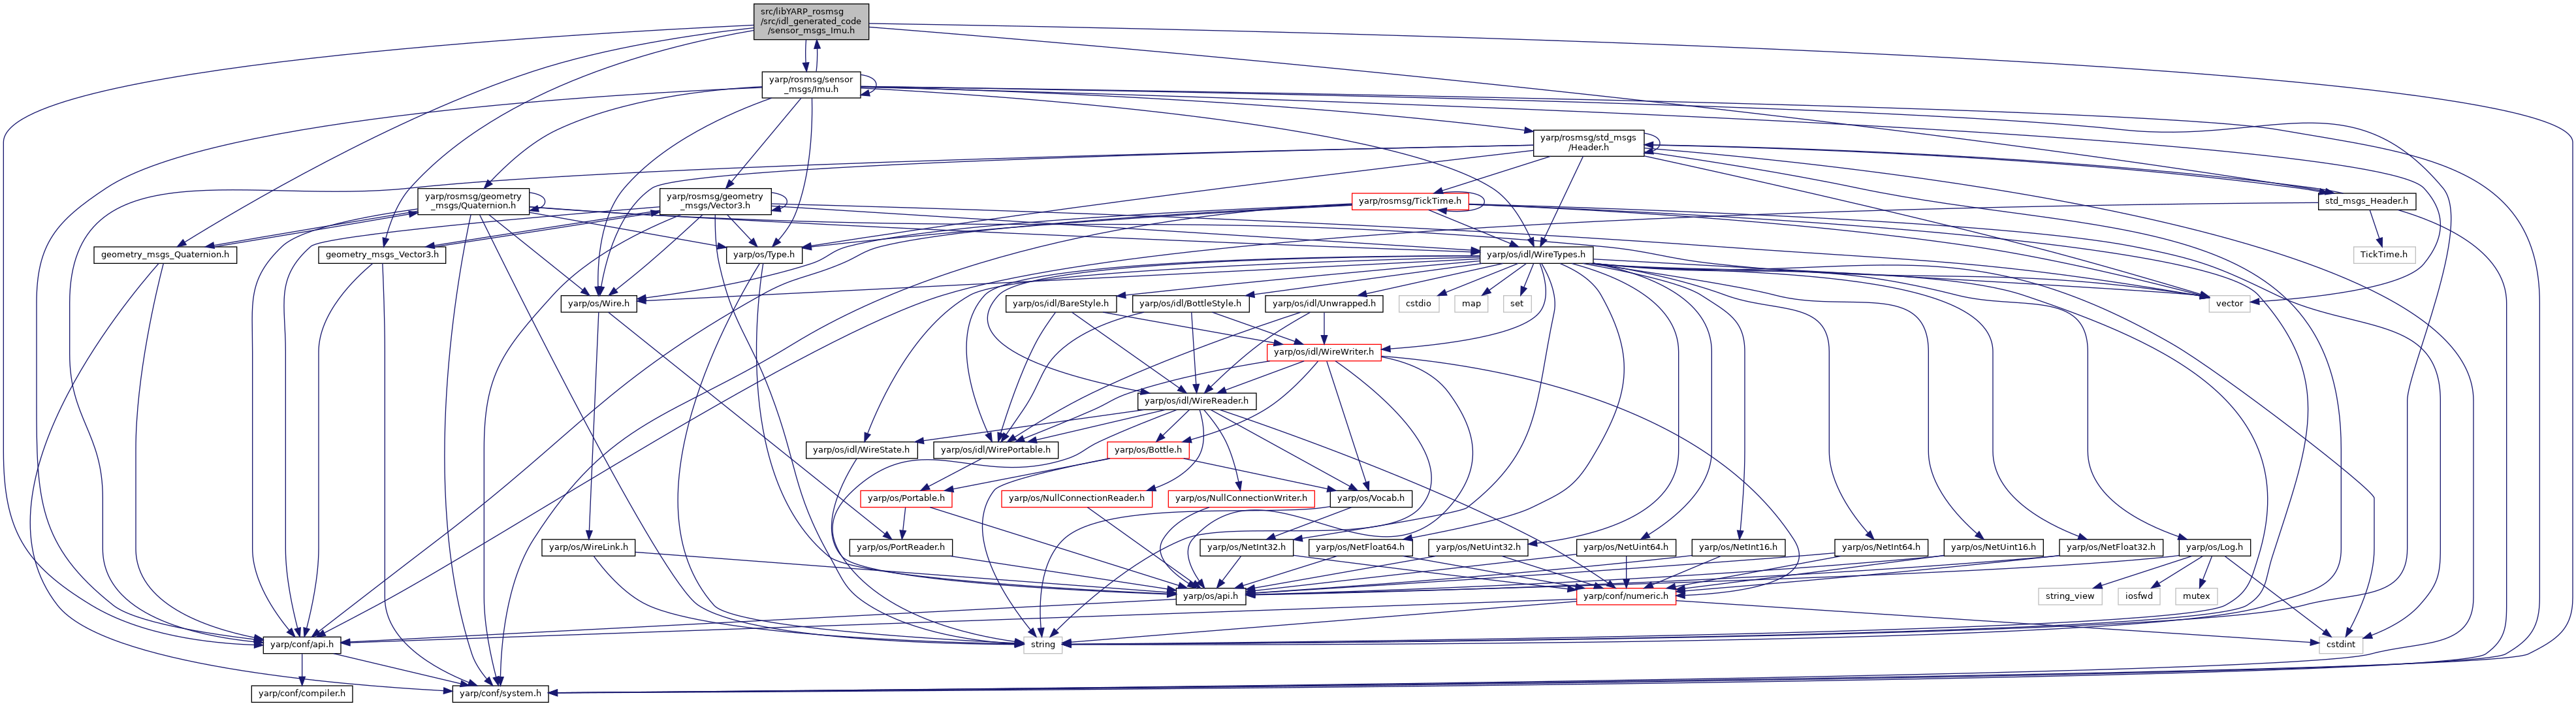 src/libYARP_rosmsg
/src/idl_generated_code
/sensor_msgs_Imu.h
yarp/rosmsg/sensor
_msgs/Imu.h
yarp/rosmsg/std_msgs
/Header.h
yarp/rosmsg/geometry
_msgs/Quaternion.h
yarp/rosmsg/geometry
_msgs/Vector3.h
yarp/rosmsg/TickTime.h
std_msgs_Header.h
geometry_msgs_Quaternion.h
geometry_msgs_Vector3.h
yarp/os/Type.h
yarp/os/idl/WireTypes.h
TickTime.h
yarp/os/Wire.h
yarp/os/idl/BareStyle.h
yarp/os/idl/BottleStyle.h
yarp/os/idl/Unwrapped.h
cstdio
map
set
vector
yarp/os/idl/WireWriter.h
yarp/os/idl/WireReader.h
yarp/os/idl/WireState.h
yarp/os/idl/WirePortable.h
yarp/os/Bottle.h
yarp/os/Portable.h
yarp/os/NullConnectionReader.h
yarp/os/NullConnectionWriter.h
yarp/os/Vocab.h
yarp/os/WireLink.h
yarp/os/PortReader.h
yarp/os/NetInt32.h
yarp/os/NetFloat64.h
yarp/os/NetUint32.h
yarp/os/NetUint64.h
yarp/os/NetInt16.h
yarp/os/NetInt64.h
yarp/os/NetUint16.h
yarp/os/NetFloat32.h
yarp/os/Log.h
yarp/os/api.h
yarp/conf/numeric.h
string_view
iosfwd
mutex
yarp/conf/api.h
string
cstdint
yarp/conf/compiler.h
yarp/conf/system.h